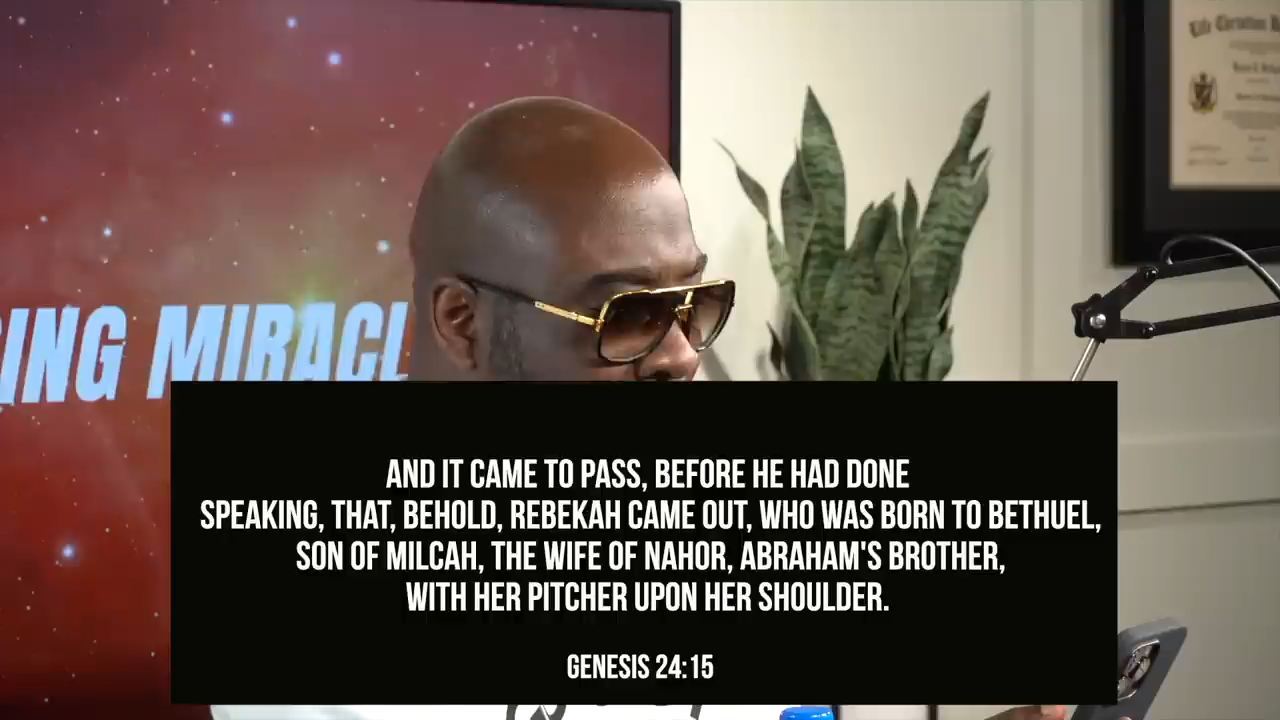 ING MIRACL
AND IT CAME TO PASS, BEFORE HE HAD DONE
SPEAKING, THAT, BEHOLD, REBEKAH CAME OUT, WHO WAS BORN TO BETHUEL,
SON OF MILCAH, THE WIFE OF NAHOR, ABRAHAM'S BROTHER,
WITH HER PITCHER UPON HER SHOULDER.
GENESIS 24:15